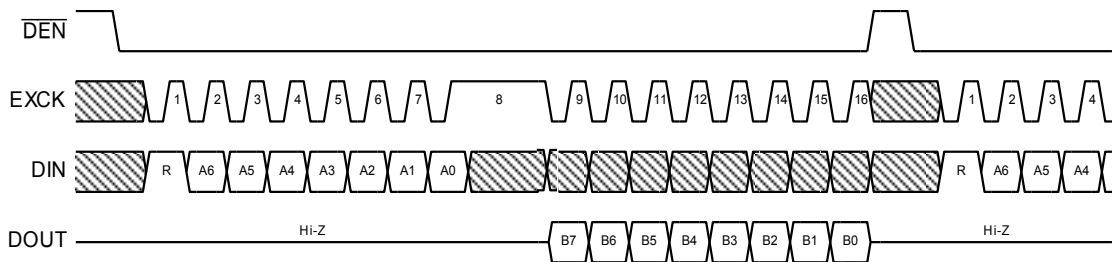 DEN
EXCK 1 2 3 4 5 6 7 8 9 10 11 12 13 14 15 16 1 2 3 4
DIN R A6 A5 A4 A3 A2 A1 A0 R A6 A5 A4
DOUT Hi-Z B7 B6 B5 B4 B3 B2 B1 B0 Hi-Z